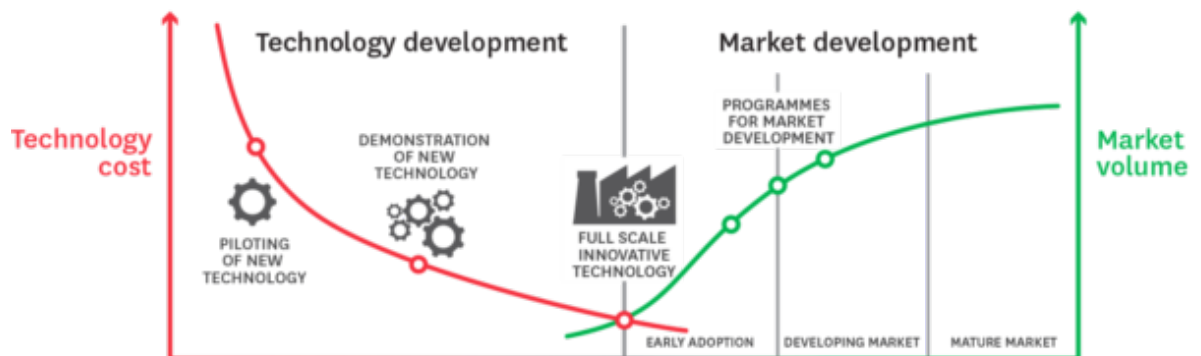 Technology development
Market development
Technology
cost
PILOTING
OF NEW
TECHNOLOGY
DEMONSTRATION
OF NEW
TECHNOLOGY
FULL SCALE
INNOVATIVE
TECHNOLOGY
PROGRAMMES
FOR MARKET
DEVELOPMENT
Market
volume
EARLY ADOPTION
DEVELOPING MARKET
MATURE MARKET